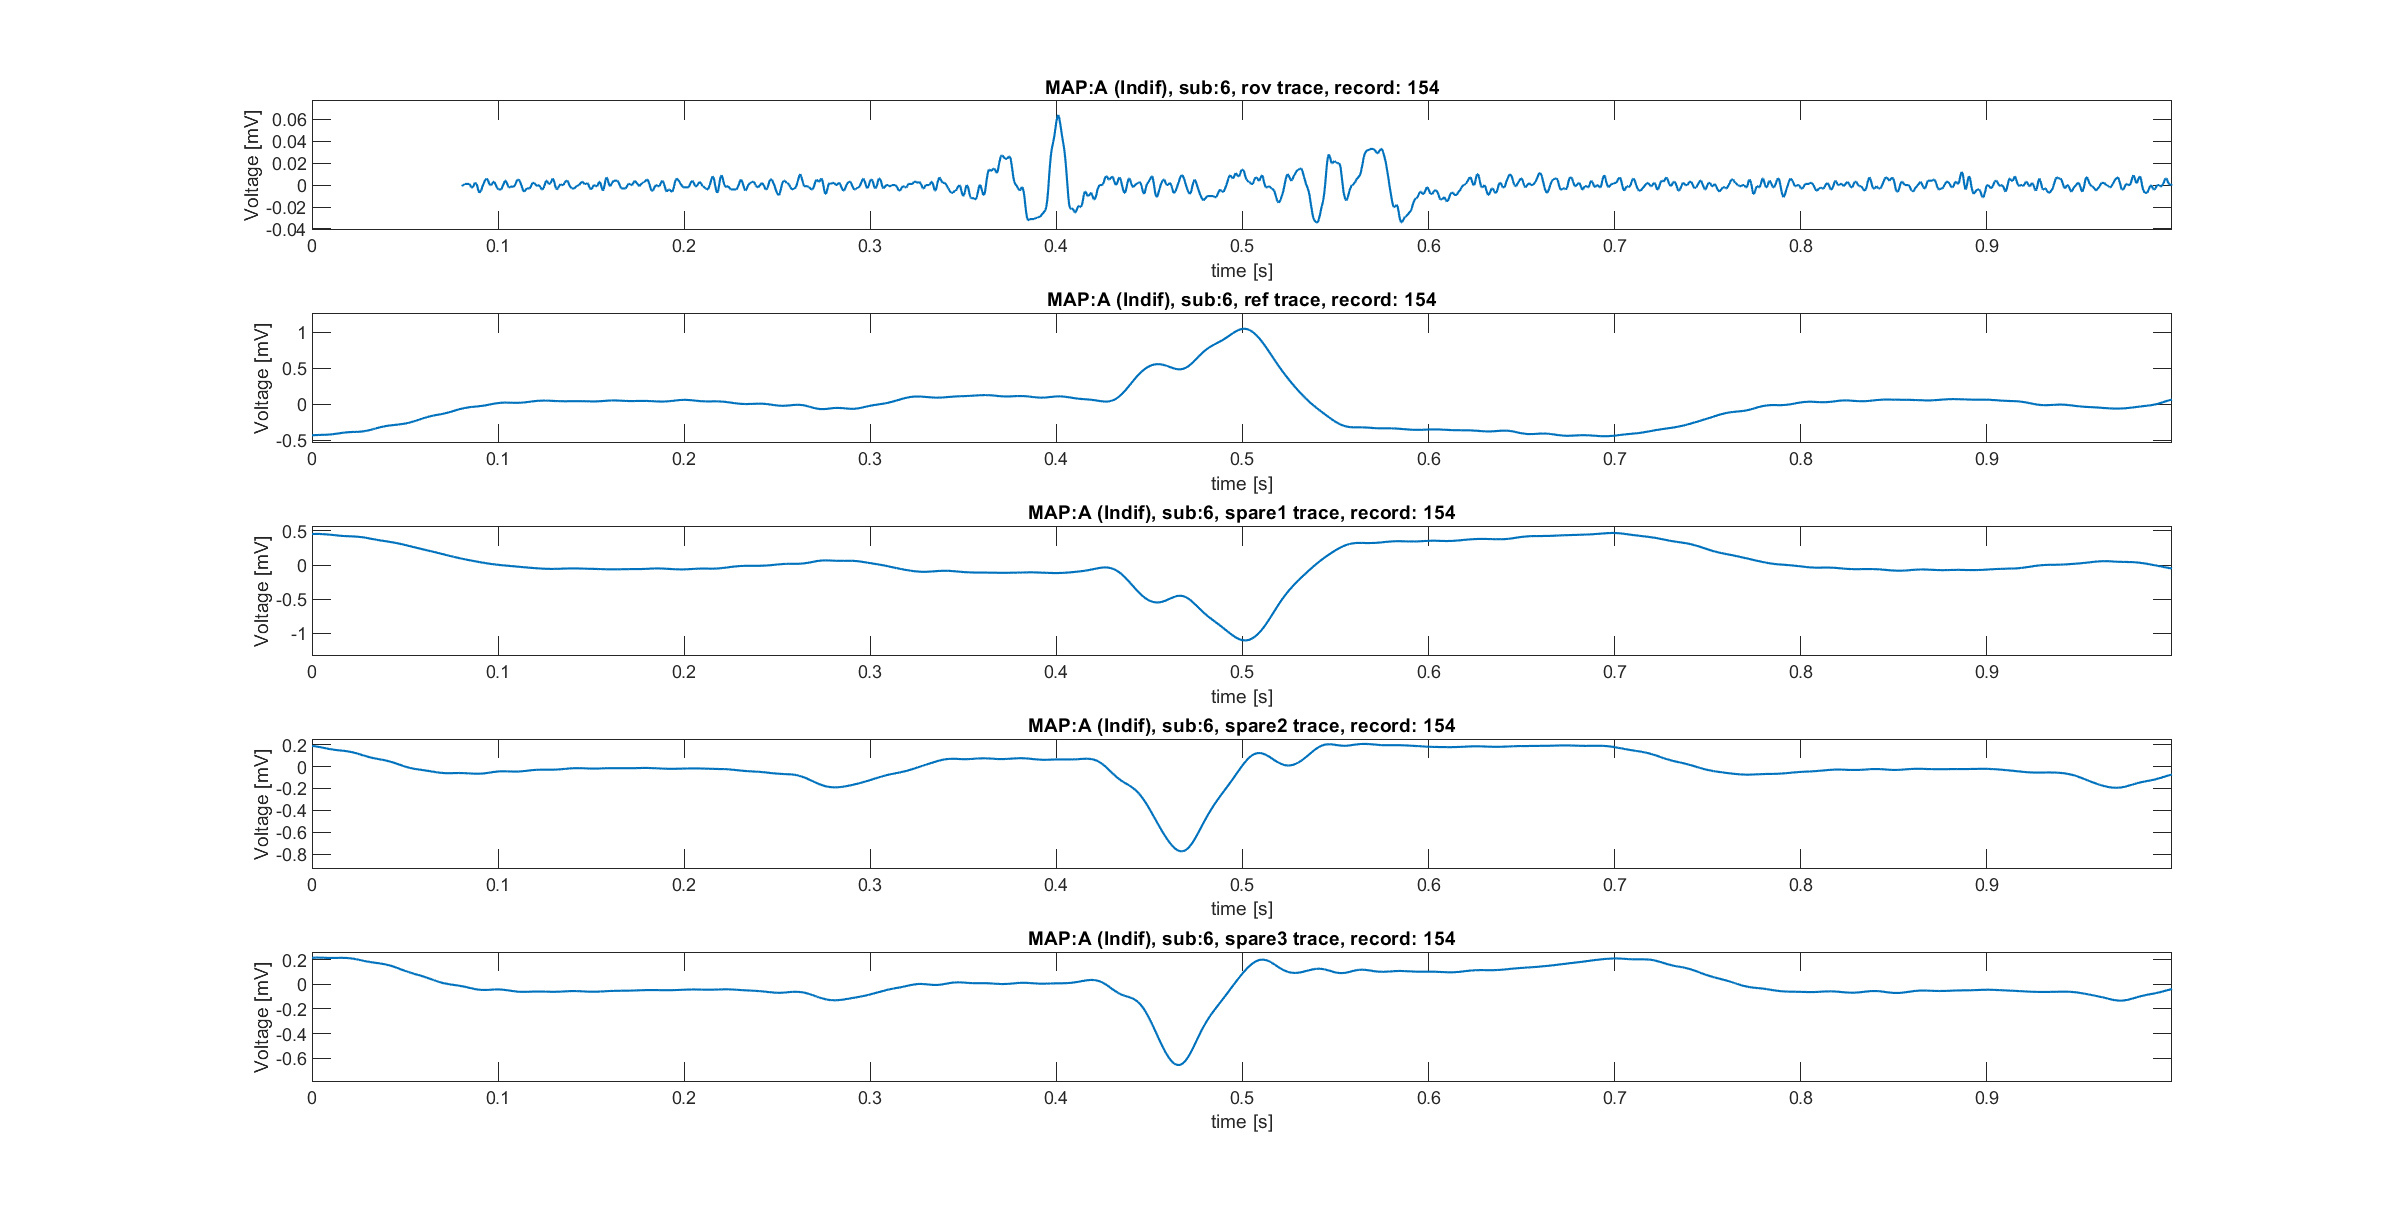 MAP:A (Indif), sub:6, rov trace, record: 154
Voltage [mV]
0.06
0.04
0.02
0
-0.02
-0.04
0 0.1 0.2 0.3 0.4 0.5 0.6 0.7 0.8 0.9
time [s]
MAP:A (Indif), sub:6, ref trace, record: 154
Voltage [mV]
1
0.5
0
-0.5
0 0.1 0.2 0.3 0.4 0.5 0.6 0.7 0.8 0.9
time [s]
MAP:A (Indif), sub:6, spare1 trace, record: 154
Voltage [mV]
0.5
0
-0.5
-1
0 0.1 0.2 0.3 0.4 0.5 0.6 0.7 0.8 0.9
time [s]
MAP:A (Indif), sub:6, spare2 trace, record: 154
Voltage [mV]
0.2
0
-0.2
-0.4
-0.6
-0.8
0 0.1 0.2 0.3 0.4 0.5 0.6 0.7 0.8 0.9
time [s]
MAP:A (Indif), sub:6, spare3 trace, record: 154
Voltage [mV]
0.2
0
-0.2
-0.4
-0.6
0 0.1 0.2 0.3 0.4 0.5 0.6 0.7 0.8 0.9
time [s]